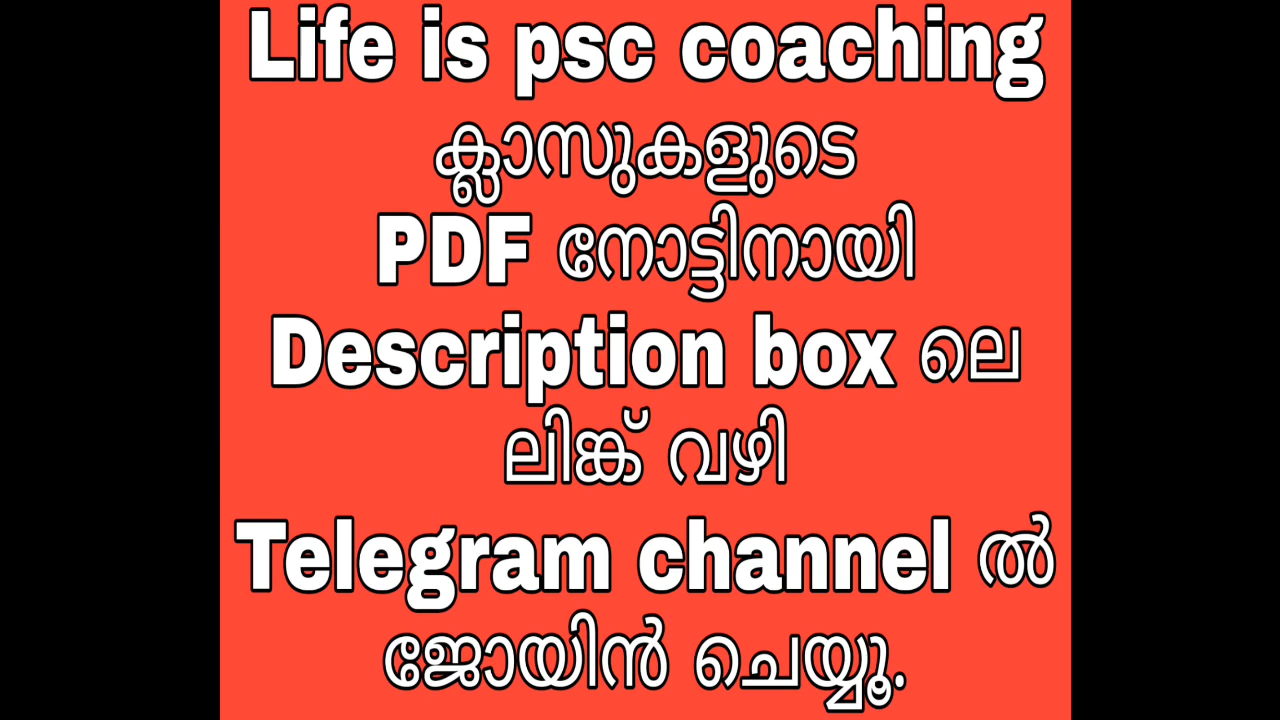 Life is psc coaching
ക്ലാസുകളുടെ
PDF നോട്ടിനായി
Description box ലെ
ലിങ്ക് വഴി
Telegram channel ൽ
ജോയിൻ ചെയ്യൂ.